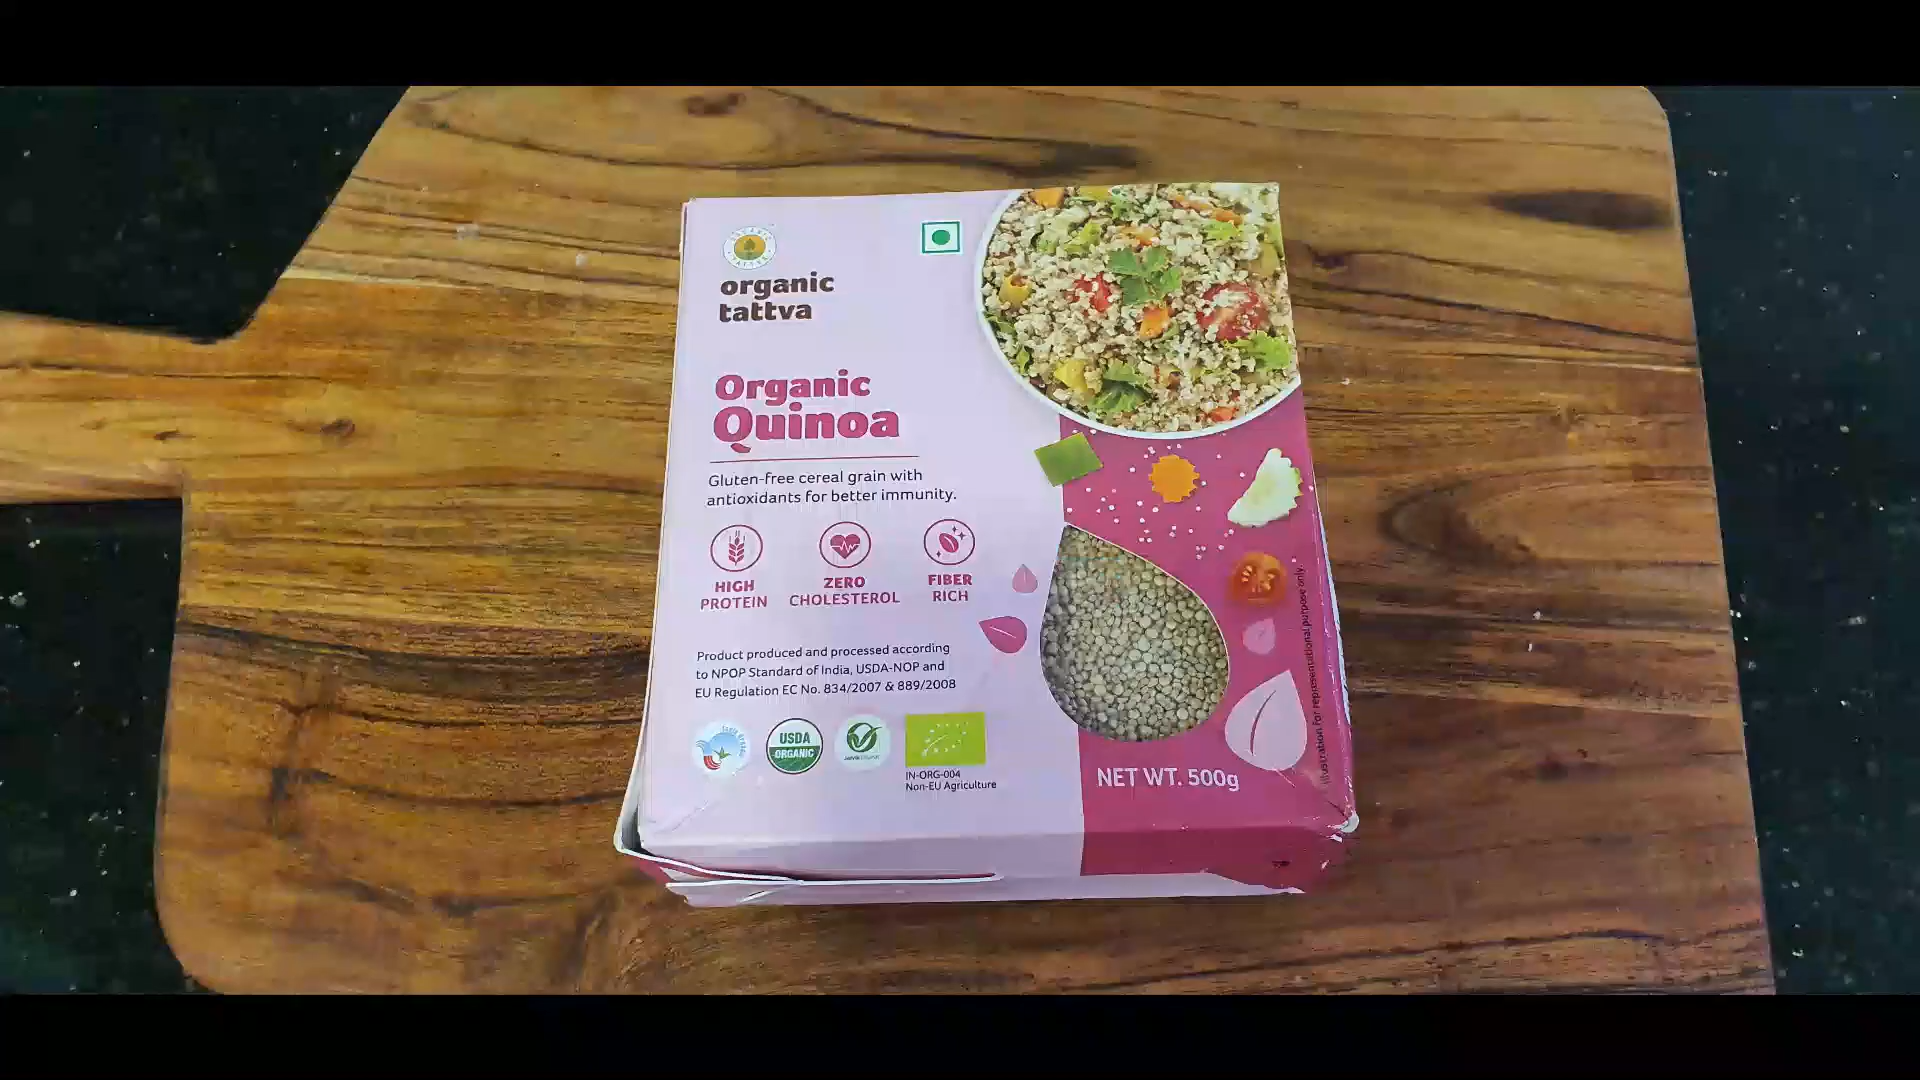 organic
tattva
Organic
Quinoa
Gluten-free cereal grain with
antioxidants for better immunity.
HIGH
PROTEIN
ZERO
CHOLESTEROL
FIBER
RICH
Product produced and processed according
to NPOP Standard of India, USDA-NOP and
EU Regulation EC No. 834/2007 & 889/2008
USDA
ORGANIC
IN-ORG-004
Non-EU Agriculture
NET WT. 500g
Illustration for representational purpose only.